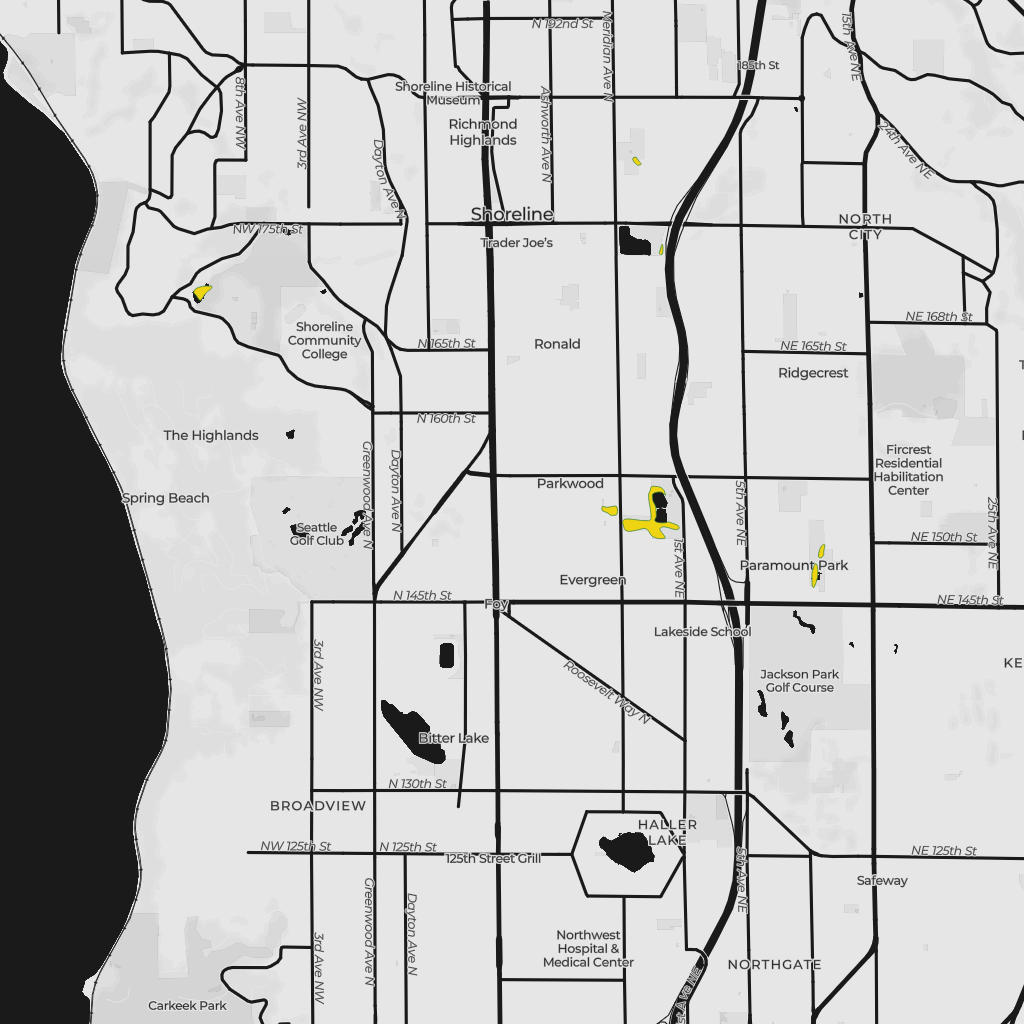 N 192nd St
Meridian Ave N
15th Ave NE
185th St
8th Ave NW
3rd Ave NW
Shoreline Historical
Museum
Ashworth Ave N
Richmond
Highlands
24th Ave NE
Dayton Ave N
Shoreline
NORTH
CITY
NW 175th St
Trader Joe's
Shoreline
Community
College
NE 168th St
N 165th St
Ronald
NE 165th St
Ridgecrest
N 160th St
The Highlands
Greenwood Ave N
Dayton Ave N
Fircrest
Residential
Habilitation
Center
Parkwood
Spring Beach
5th Ave NE
25th Ave NE
Seattle
Golf Club
NE 150th St
1st Ave NE
Paramount Park
Evergreen
N 145th St
Foy
NE 145th St
Lakeside School
3rd Ave NW
KE
Roosevelt Way N
Jackson Park
Golf Course
Bitter Lake
N 130th St
BROADVIEW
HALLER
LAKE
NW 125th St
N 125th St
125th Street Grill
NE 125th St
5th Ave NE
Safeway
Greenwood Ave N
Dayton Ave N
3rd Ave NW
Northwest
Hospital &
Medical Center
NORTHGATE
Carkeek Park